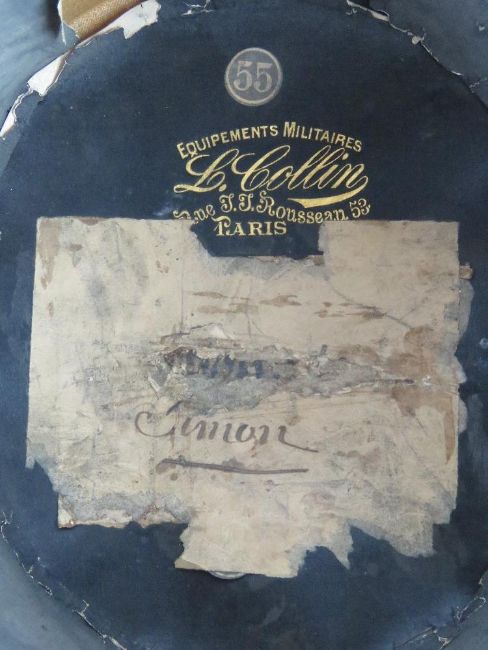 55
EQUIPEMENTS MILITAIRES
L. Collin
Rue J.J. Rousseau 53
PARIS
Simon